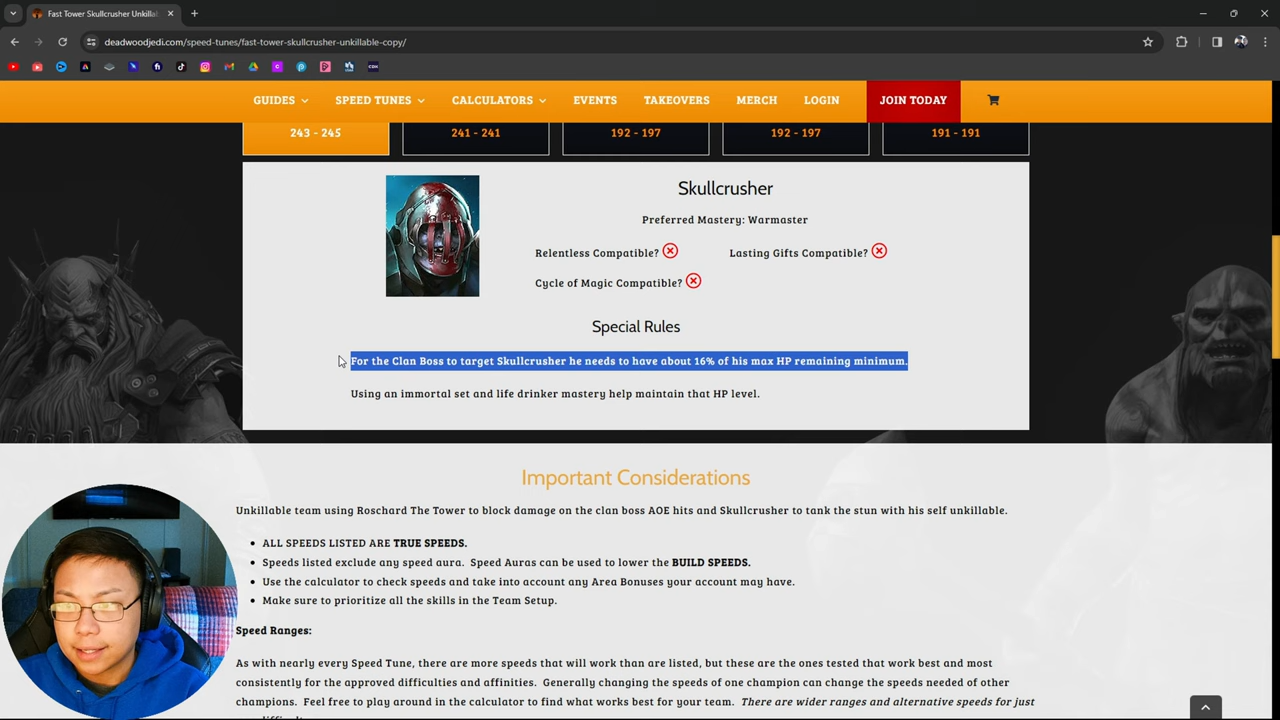 Fast Tower Skullcrusher Unkillab
deadwoodjedi.com/speed-tunes/fast-tower-skullcrusher-unkillable-copy/
GUIDES SPEED TUNES CALCULATORS EVENTS TAKEOVERS MERCH LOGIN JOIN TODAY
243 - 245 241 - 241 192 - 197 192 - 197 191 - 191
Skullcrusher
Preferred Mastery: Warmaster
Relentless Compatible? Lasting Gifts Compatible?
Cycle of Magic Compatible?
Special Rules
For the Clan Boss to target Skullcrusher he needs to have about 16% of his max HP remaining minimum.
Using an immortal set and life drinker mastery help maintain that HP level.
Important Considerations
Unkillable team using Roschard The Tower to block damage on the clan boss AOE hits and Skullcrusher to tank the stun with his self unkillable.
• ALL SPEEDS LISTED ARE TRUE SPEEDS.
• Speeds listed exclude any speed aura. Speed Auras can be used to lower the BUILD SPEEDS.
• Use the calculator to check speeds and take into account any Area Bonuses your account may have.
• Make sure to prioritize all the skills in the Team Setup.
Speed Ranges:
As with nearly every Speed Tune, there are more speeds that will work than are listed, but these are the ones tested that work best and most
consistently for the approved difficulties and affinities. Generally changing the speeds of one champion can change the speeds needed of other
champions. Feel free to play around in the calculator to find what works best for your team. There are wider ranges and alternative speeds for just